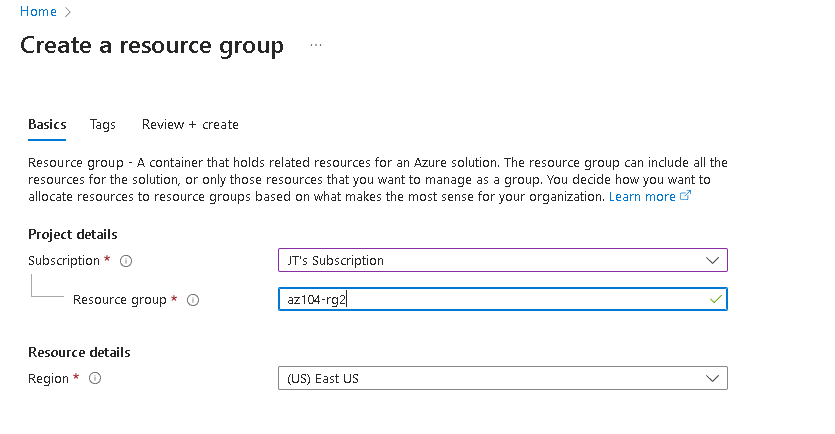 Home >
Create a resource group ...
Basics Tags Review + create
Resource group - A container that holds related resources for an Azure solution. The resource group can include all the
resources for the solution, or only those resources that you want to manage as a group. You decide how you want to
allocate resources to resource groups based on what makes the most sense for your organization. Learn more
Project details
Subscription * JT's Subscription
Resource group * az104-rg2
Resource details
Region * (US) East US